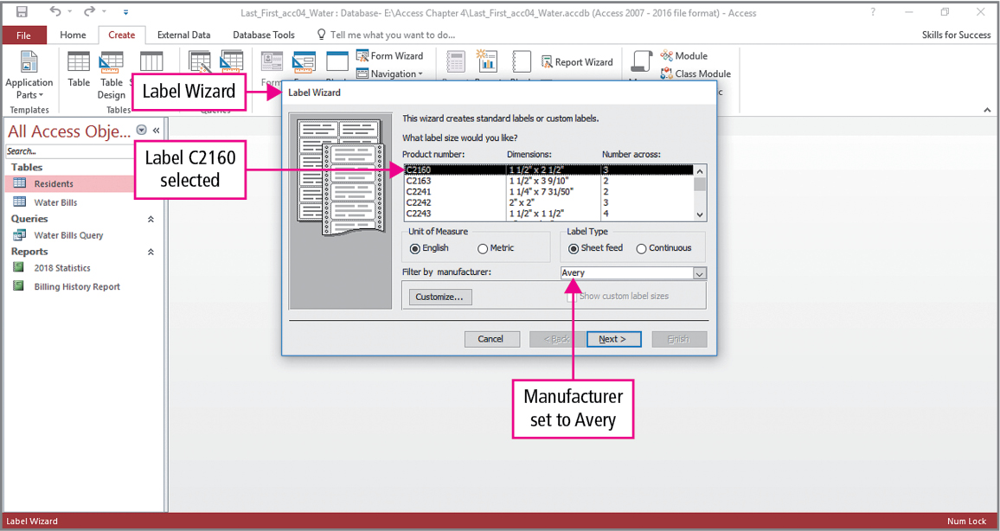 Last_First_acc04_Water : Database- E:\Access Chapter 4\Last_First_acc04_Water.accdb (Access 2007 - 2016 file format) - Access
?
File Home Create External Data Database Tools Tell me what you want to do... Skills for Success
Application
Parts
Templates
Table
Table
Design
Tables
Queries
Form Wizard
Navigation
Report Wizard
Module
Class Module
Label Wizard
Label C2160
selected
Manufacturer
set to Avery
All Access Obje... «
Search...
Tables
Residents
Water Bills
Queries
Water Bills Query
Reports
2018 Statistics
Billing History Report
Label Wizard
This wizard creates standard labels or custom labels.
What label size would you like?
Product number: Dimensions: Number across:
C2160 1 1/2" x 2 1/2" 3
C2163 1 1/2" x 3 9/10" 2
C2241 1 1/4" x 7 31/50" 2
C2242 2" x 2" 3
C2243 1 1/2" x 1 1/2" 4
Unit of Measure Label Type
English Metric Sheet feed Continuous
Filter by manufacturer: Avery
Customize... Show custom label sizes
Cancel < Back Next > Finish
Label Wizard Num Lock